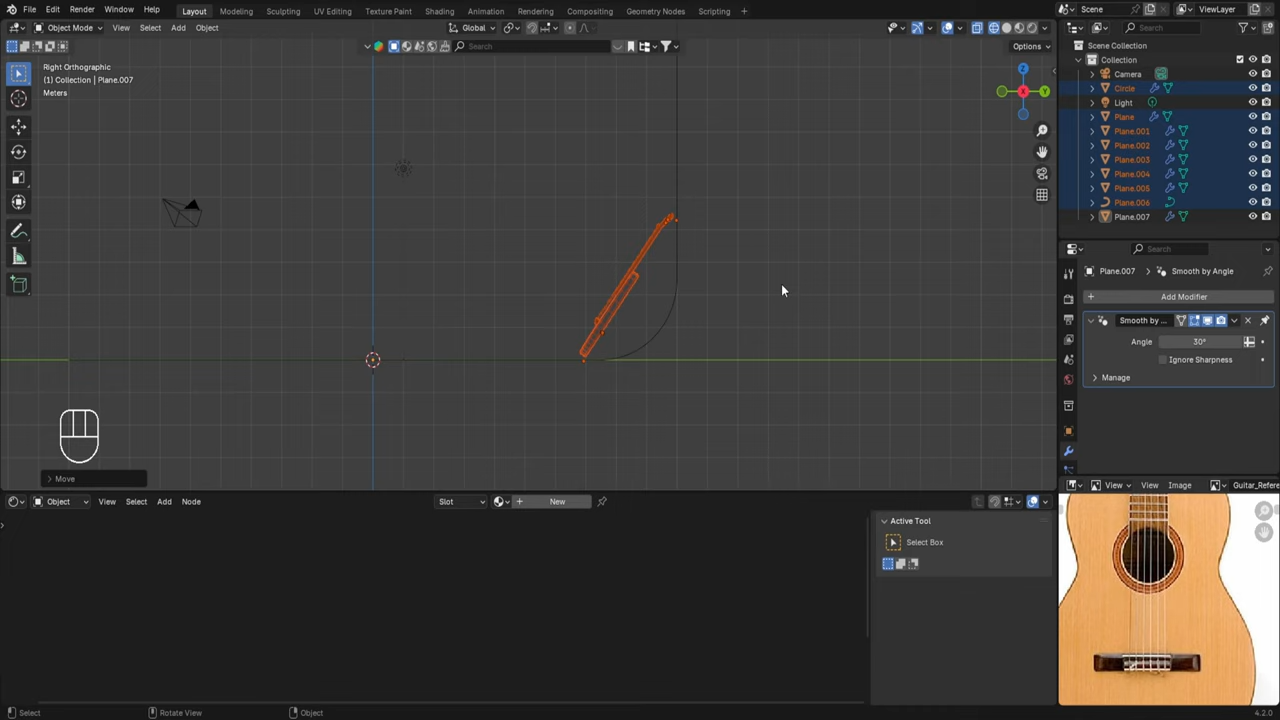 File Edit Render Window Help Layout Modeling Sculpting UV Editing Texture Paint Shading Animation Rendering Compositing Geometry Nodes Scripting + Scene ViewLayer
Object Mode View Select Add Object Global Search
Search Options
Right Orthographic
(1) Collection | Plane.007
Meters
Z
Y
Move
Scene Collection
Collection
Camera
Circle
Light
Plane
Plane.001
Plane.002
Plane.003
Plane.004
Plane.005
Plane.006
Plane.007
Search
Plane.007 > Smooth by Angle
+ Add Modifier
Smooth by ...
Angle 30°
Ignore Sharpness
Manage
View View Image Guitar_Refere
Object View Select Add Node Slot + New
Active Tool
Select Box
Select Rotate View Object 4.2.0